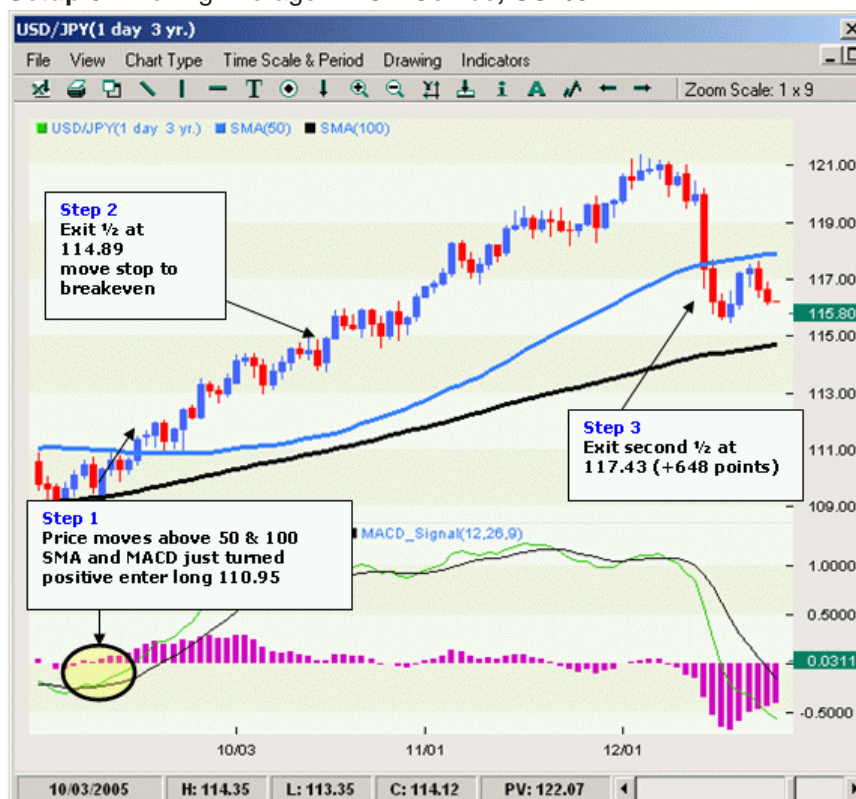 USD/JPY(1 day 3 yr.)
File View Chart Type Time Scale & Period Drawing Indicators
Zoom Scale: 1 x 9
USD/JPY(1 day 3 yr.) SMA(50) SMA(100)
121.00
119.00
117.00
115.80
115.00
113.00
111.00
109.00
Step 2
Exit ½ at
114.89
move stop to
breakeven
Step 3
Exit second ½ at
117.43 (+648 points)
Step 1
Price moves above 50 & 100
SMA and MACD just turned
positive enter long 110.95
MACD_Signal(12,26,9)
1.0000
0.5000
0.0311
-0.5000
10/03 11/01 12/01
10/03/2005 H: 114.35 L: 113.35 C: 114.12 PV: 122.07